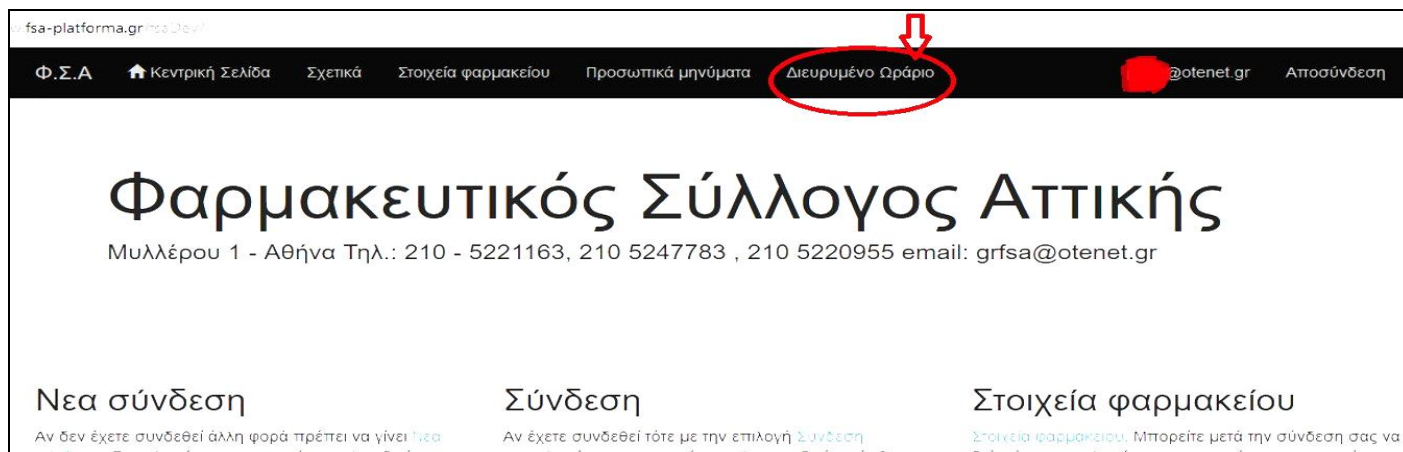 fsa-platforma.gr
Φ.Σ.Α Κεντρική Σελίδα Σχετικά Στοιχεία φαρμακείου Προσωπικά μηνύματα Διευρυμένο Ωράριο @otenet.gr Αποσύνδεση
Φαρμακευτικός Σύλλογος Αττικής
Μυλλέρου 1 - Αθήνα Τηλ.: 210 - 5221163, 210 5247783 , 210 5220955 email: grfsa@otenet.gr
Νεα σύνδεση
Αν δεν έχετε συνδεθεί άλλη φορά πρέπει να γίνει Νεα
Σύνδεση
Αν έχετε συνδεθεί τότε με την επιλογή Σύνδεση
Στοιχεία φαρμακείου
Στοιχεία φαρμακείου. Μπορείτε μετά την σύνδεση σας να